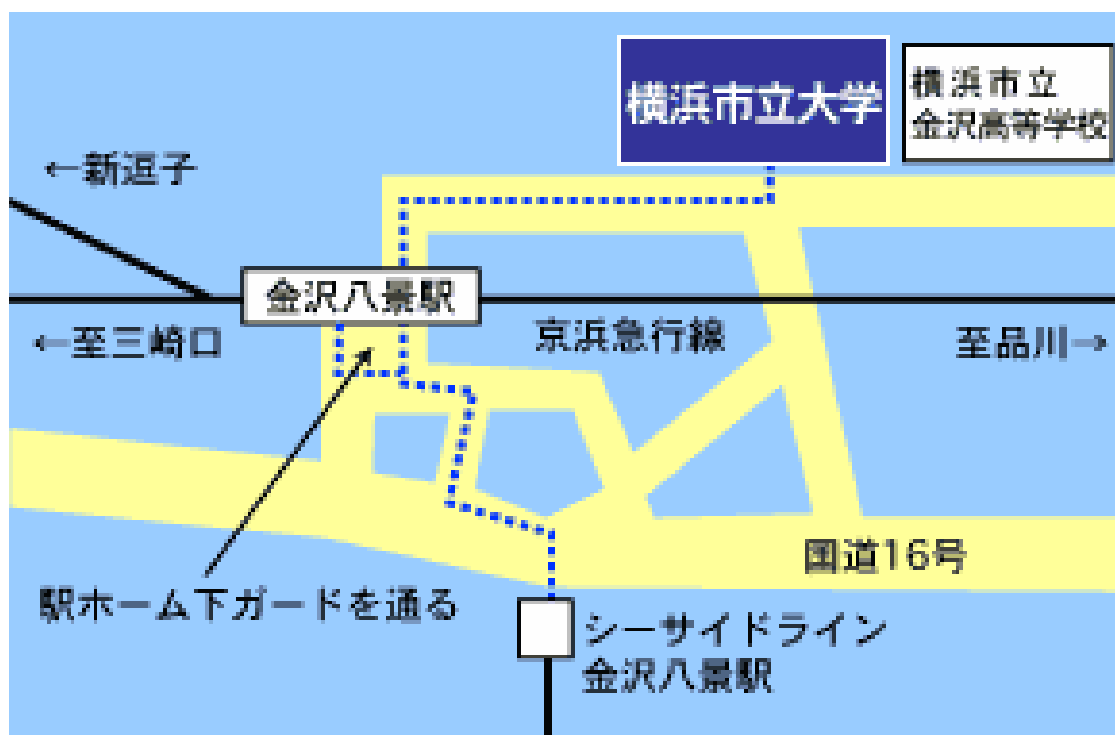 横浜市立大学
横浜市立
金沢高等学校
←新逗子
金沢八景駅
←至三崎口
京浜急行線
至品川→
国道16号
駅ホーム下ガードを通る
シーサイドライン
金沢八景駅